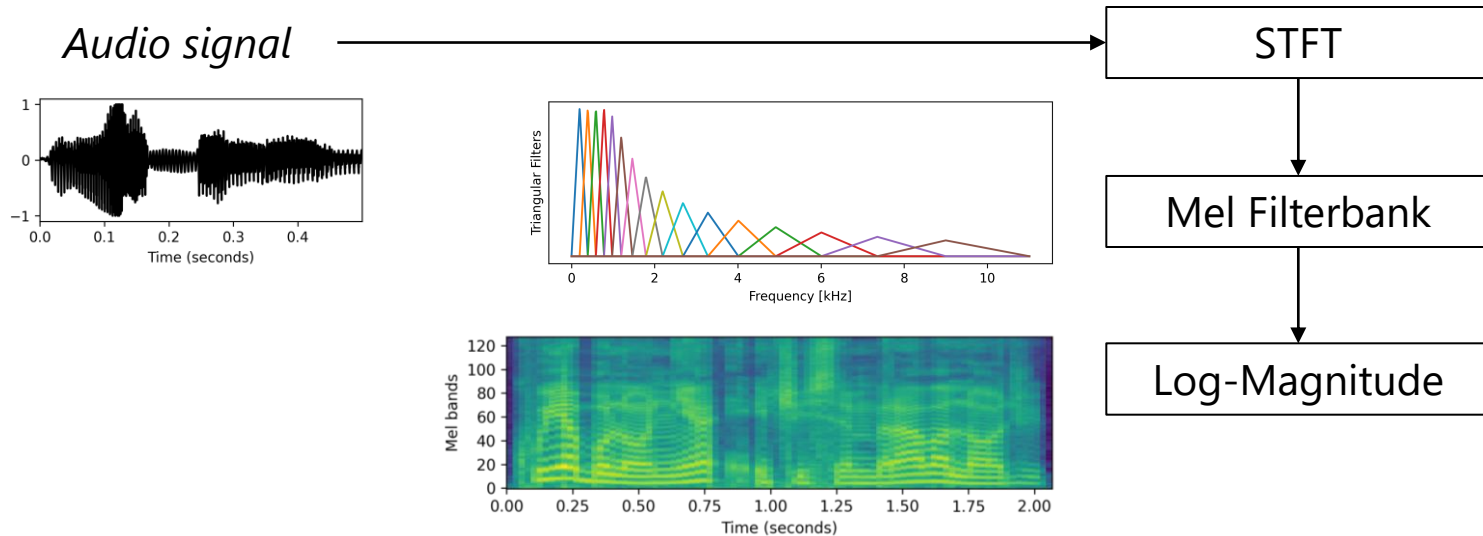 Audio signal
STFT
1
0
−1
0.0 0.1 0.2 0.3 0.4
Time (seconds)
Triangular Filters
0 2 4 6 8 10
Frequency [kHz]
Mel Filterbank
120
100
80
60
40
20
0
Mel bands
0.00 0.25 0.50 0.75 1.00 1.25 1.50 1.75 2.00
Time (seconds)
Log-Magnitude